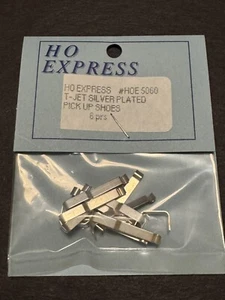 HO
EXPRESS
HO EXPRESS #HOE 5060
T-JET SILVER PLATED
PICK UP SHOES
6 prs